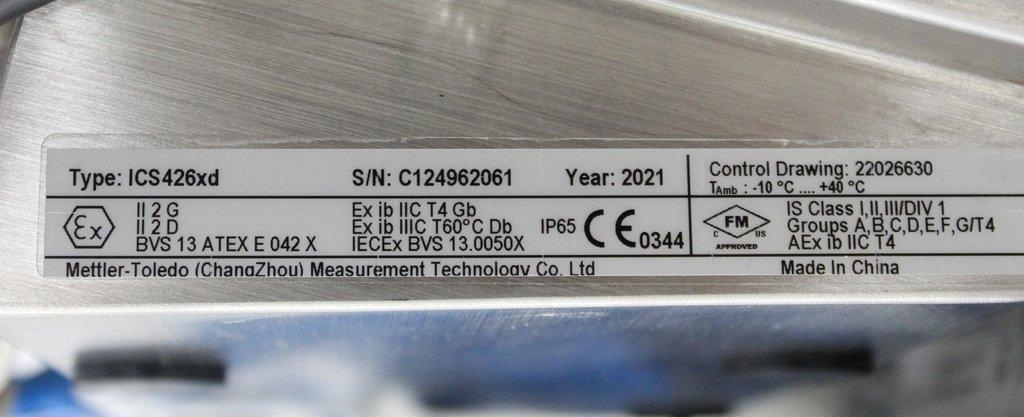 Type: ICS426xd S/N: C124962061 Year: 2021
Control Drawing: 22026630
TAmb : -10 °C .... +40 °C
Ex
II 2 G
II 2 D
BVS 13 ATEX E 042 X
Ex ib IIC T4 Gb
Ex ib IIIC T60°C Db
IECEx BVS 13.0050X
IP65 CE 0344
FM
C US
APPROVED
IS Class I,II,III/DIV 1
Groups A,B,C,D,E,F,G/T4
AEx ib IIC T4
Mettler-Toledo (ChangZhou) Measurement Technology Co. Ltd
Made In China